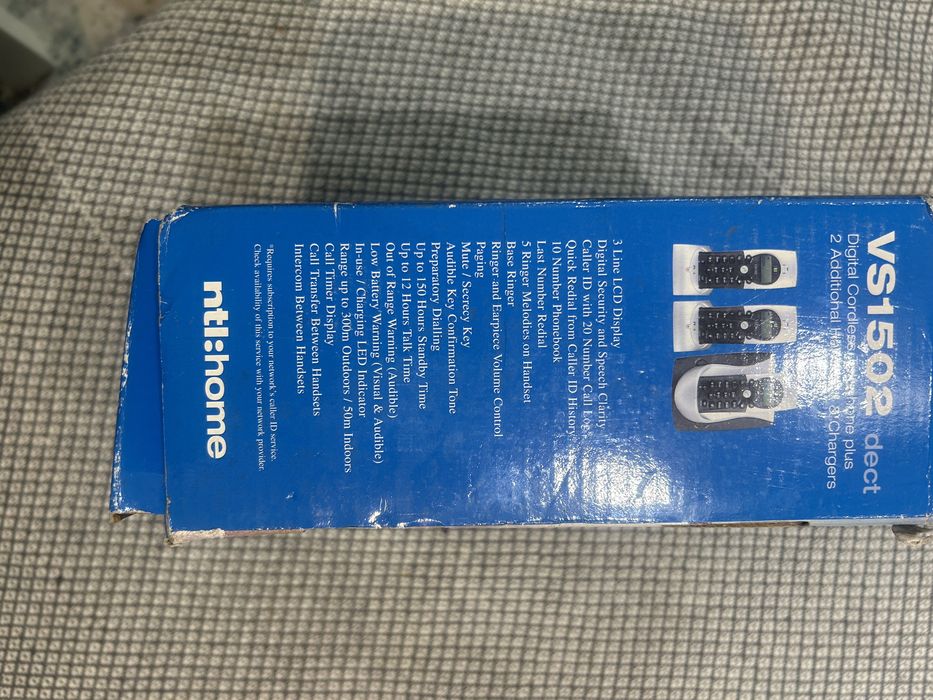 VS1502 dect
Digital Cordless plus
2 Additional Chargers
3 Line LCD Display
Digital Security and Speech Clarity
Caller ID with 20 Number Call Log
Quick Redial from Caller ID History
10 Number Phonebook
Last Number Redial
5 Ringer Melodies on Handset
Base Ringer
Ringer and Earpiece Volume Control
Paging
Mute / Secrecy Key
Audible Key Confirmation Tone
Preparatory Dialling
Up to 150 Hours Standby Time
Up to 12 Hours Talk Time
Out of Range Warning (Audible)
Low Battery Warning (Visual & Audible)
In-use / Charging LED Indicator
Range up to 300m Outdoors / 50m Indoors
Call Timer Display
Call Transfer Between Handsets
Intercom Between Handsets
*Requires subscription to your network's caller ID service.
Check availability of this service with your network provider.
ntl:home